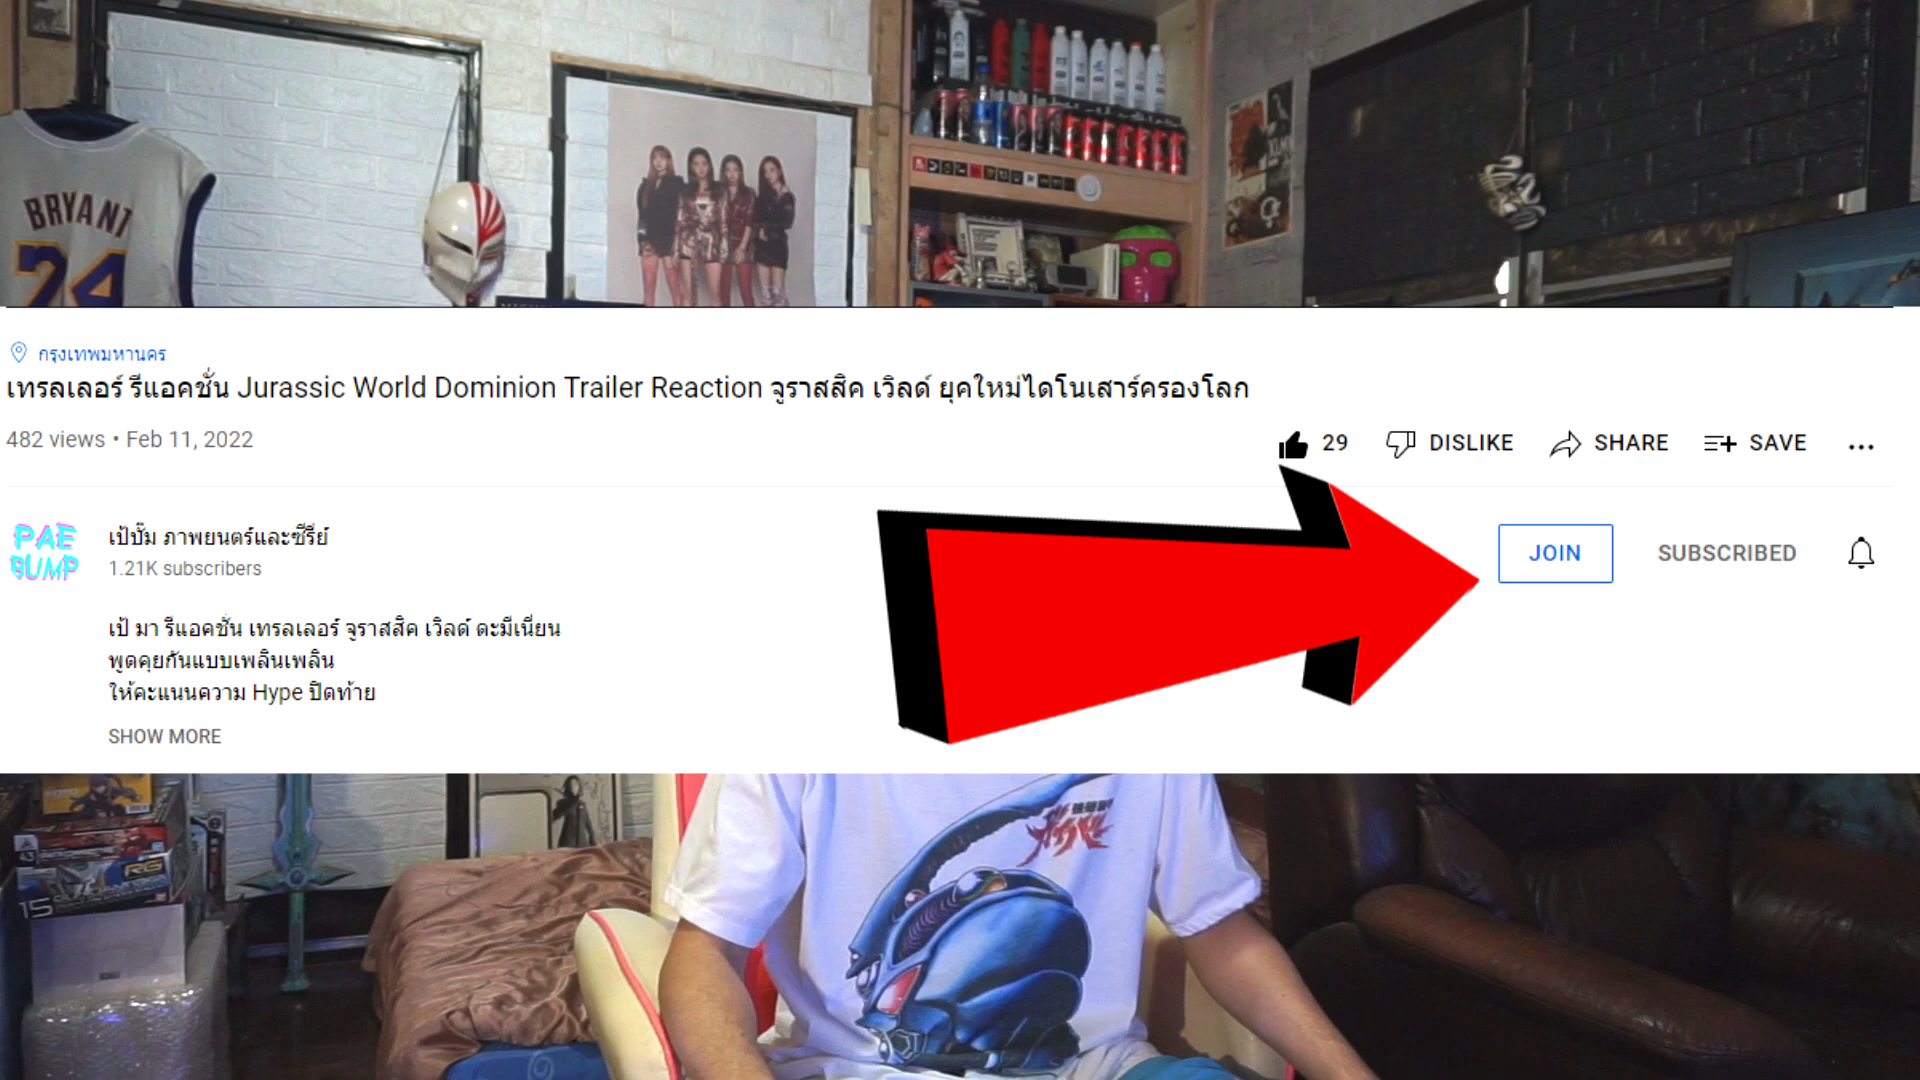 BRYANT
24
กรุงเทพมหานคร
เทรลเลอร์ รีแอคชั่น Jurassic World Dominion Trailer Reaction จูราสสิค เวิลด์ ยุคใหม่ไดโนเสาร์ครองโลก
482 views • Feb 11, 2022
29 DISLIKE SHARE SAVE
PAE
BUMP
เป้บั๊ม ภาพยนตร์และซีรีย์
1.21K subscribers
JOIN SUBSCRIBED
เป้ มา รีแอคชั่น เทรลเลอร์ จูราสสิค เวิลด์ ดะมีเนี่ยน
พูดคุยกันแบบเพลินเพลิน
ให้คะแนนความ Hype ปิดท้าย
SHOW MORE
43
RG
15
ガイバー